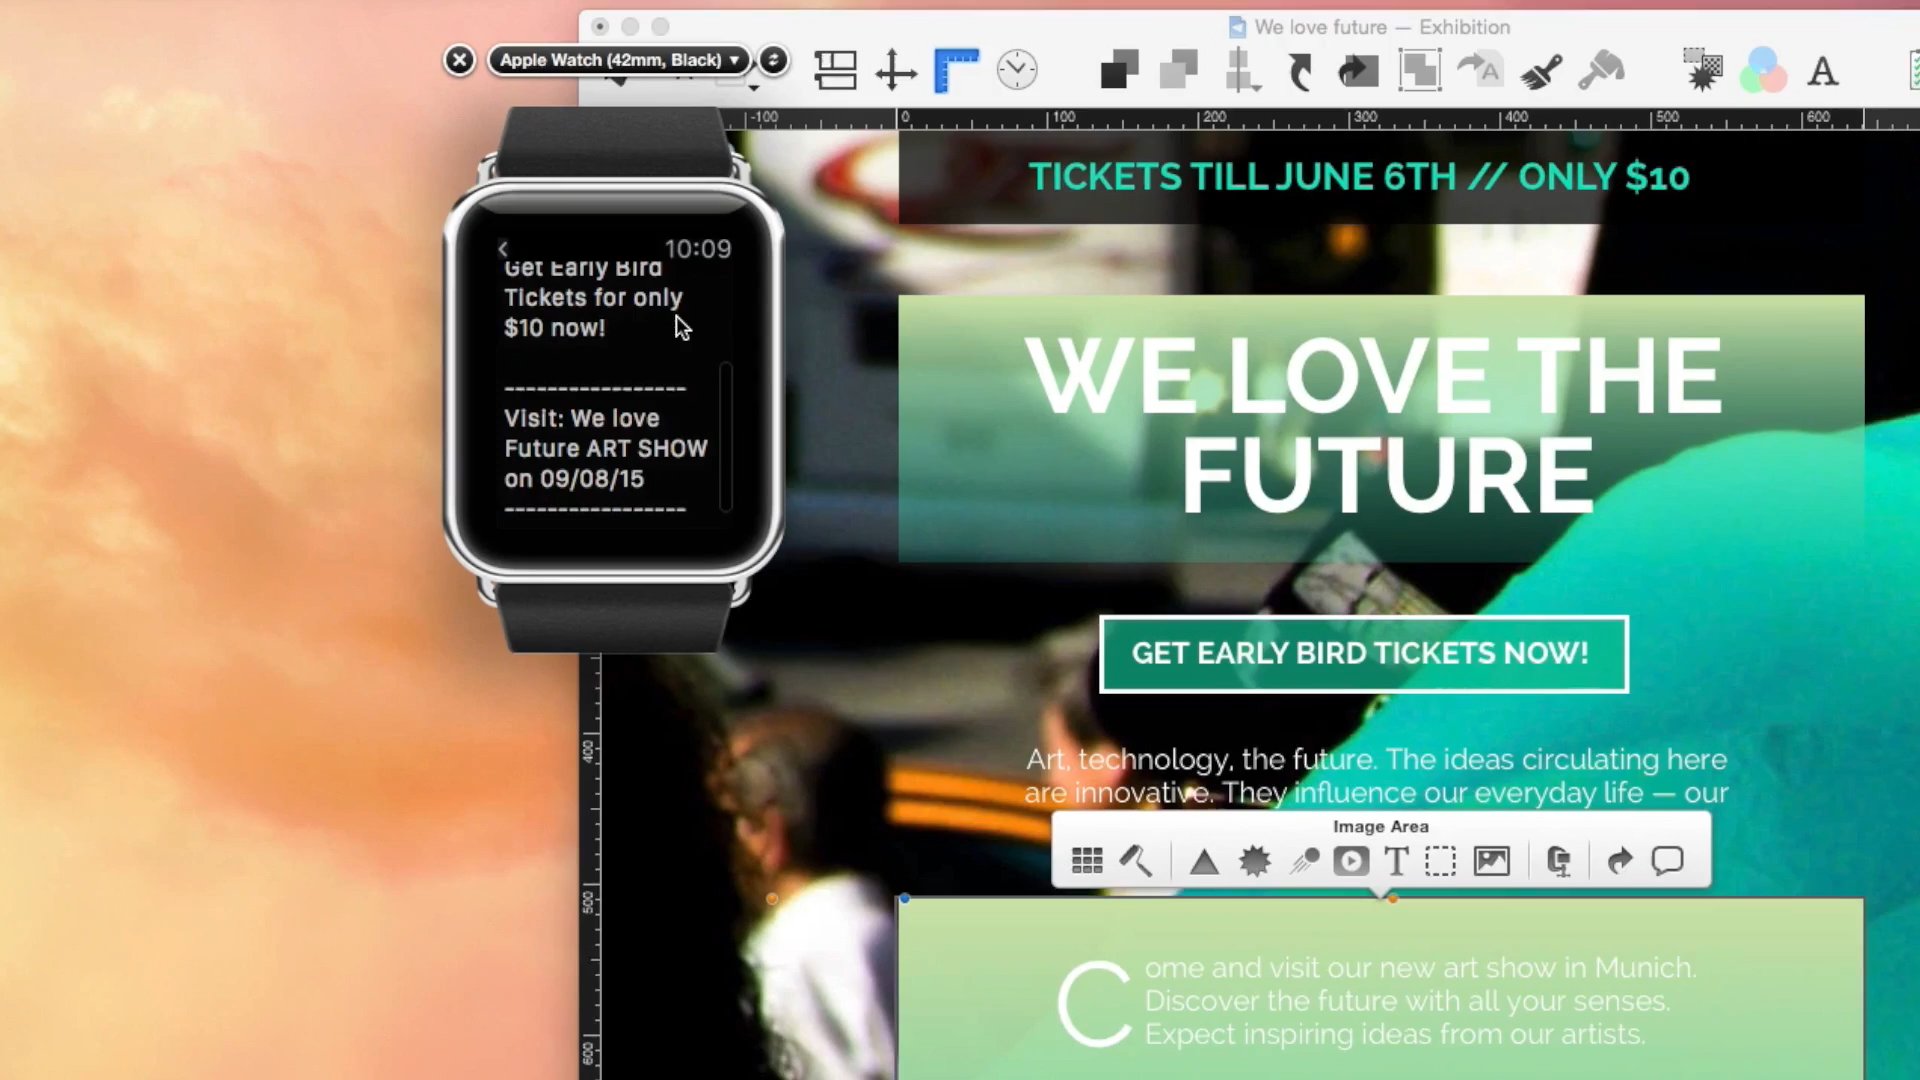 We love future — Exhibition
Apple Watch (42mm, Black)
A
A
-100 0 100 200 300 400 500 600
10:09
Get Early Bird
Tickets for only
$10 now!
-----------------
Visit: We love
Future ART SHOW
on 09/08/15
-----------------
TICKETS TILL JUNE 6TH // ONLY $10
WE LOVE THE
FUTURE
GET EARLY BIRD TICKETS NOW!
Art, technology, the future. The ideas circulating here
are innovative. They influence our everyday life — our
Image Area
T
400
500
600
Come and visit our new art show in Munich.
Discover the future with all your senses.
Expect inspiring ideas from our artists.